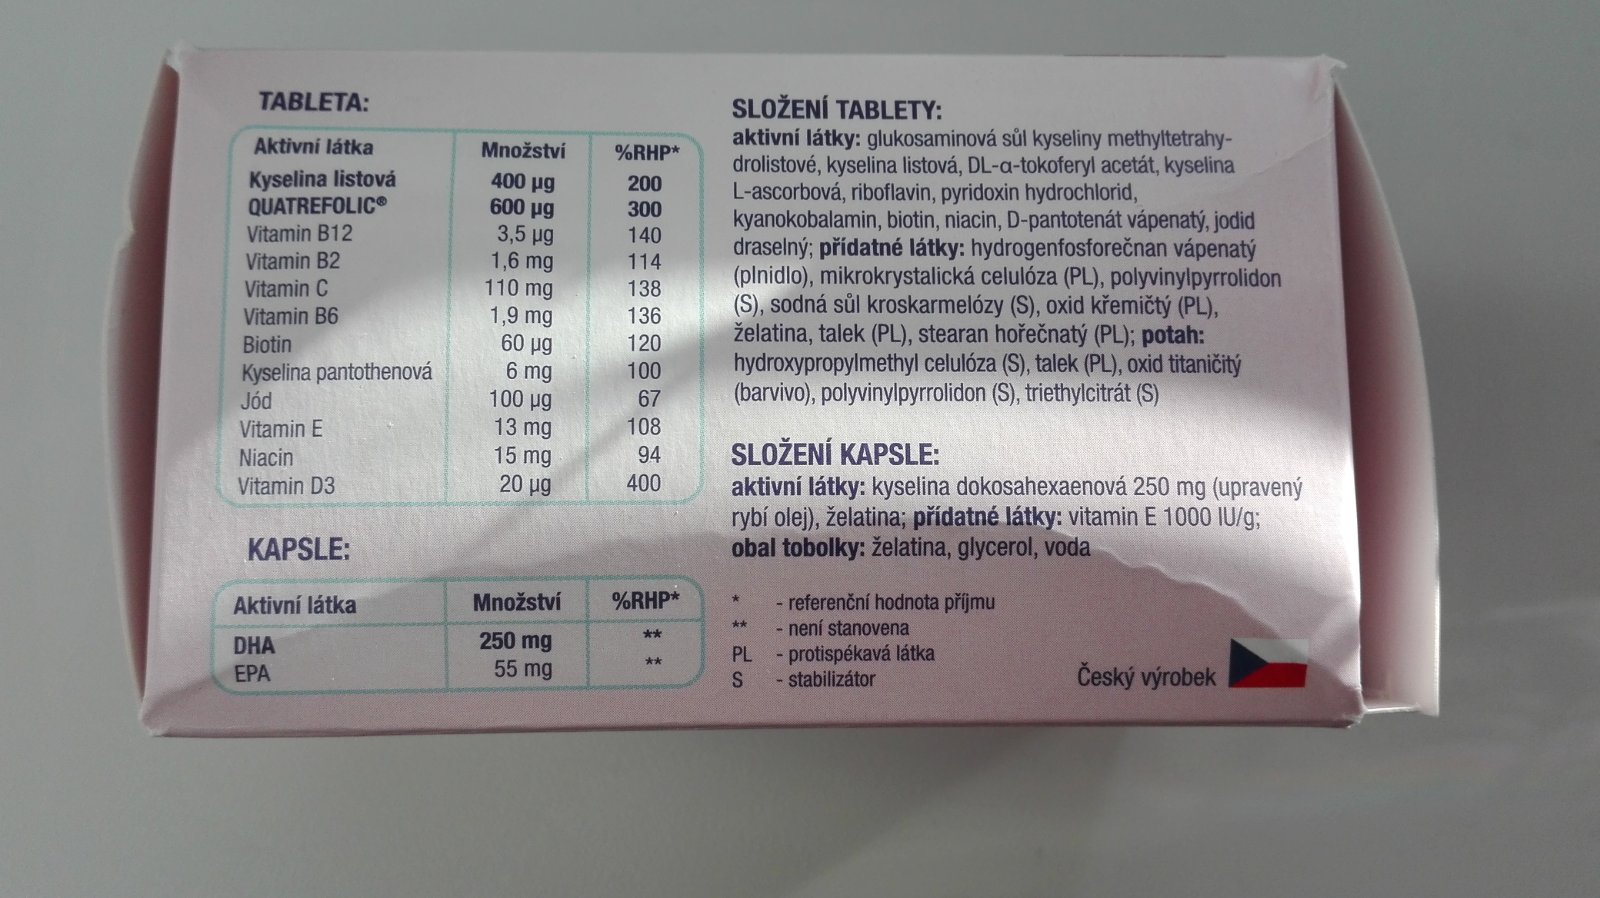 TABLETA:
Aktivní látka Množství %RHP*
Kyselina listová 400 µg 200
QUATREFOLIC® 600 µg 300
Vitamin B12 3,5 µg 140
Vitamin B2 1,6 mg 114
Vitamin C 110 mg 138
Vitamin B6 1,9 mg 136
Biotin 60 µg 120
Kyselina pantothenová 6 mg 100
Jód 100 µg 67
Vitamin E 13 mg 108
Niacin 15 mg 94
Vitamin D3 20 µg 400
KAPSLE:
Aktivní látka Množství %RHP*
DHA 250 mg **
EPA 55 mg **
SLOŽENÍ TABLETY:
aktivní látky: glukosaminová sůl kyseliny methyltetrahy-
drolistové, kyselina listová, DL-α-tokoferyl acetát, kyselina
L-ascorbová, riboflavin, pyridoxin hydrochlorid,
kyanokobalamin, biotin, niacin, D-pantotenát vápenatý, jodid
draselný; přídatné látky: hydrogenfosforečnan vápenatý
(plnidlo), mikrokrystalická celulóza (PL), polyvinylpyrrolidon
(S), sodná sůl kroskarmelózy (S), oxid křemičtý (PL),
želatina, talek (PL), stearan hořečnatý (PL); potah:
hydroxypropylmethyl celulóza (S), talek (PL), oxid titaničitý
(barvivo), polyvinylpyrrolidon (S), triethylcitrát (S)
SLOŽENÍ KAPSLE:
aktivní látky: kyselina dokosahexaenová 250 mg (upravený
rybí olej), želatina; přídatné látky: vitamin E 1000 IU/g;
obal tobolky: želatina, glycerol, voda
* - referenční hodnota příjmu
** - není stanovena
PL - protispékavá látka
S - stabilizátor
Český výrobek